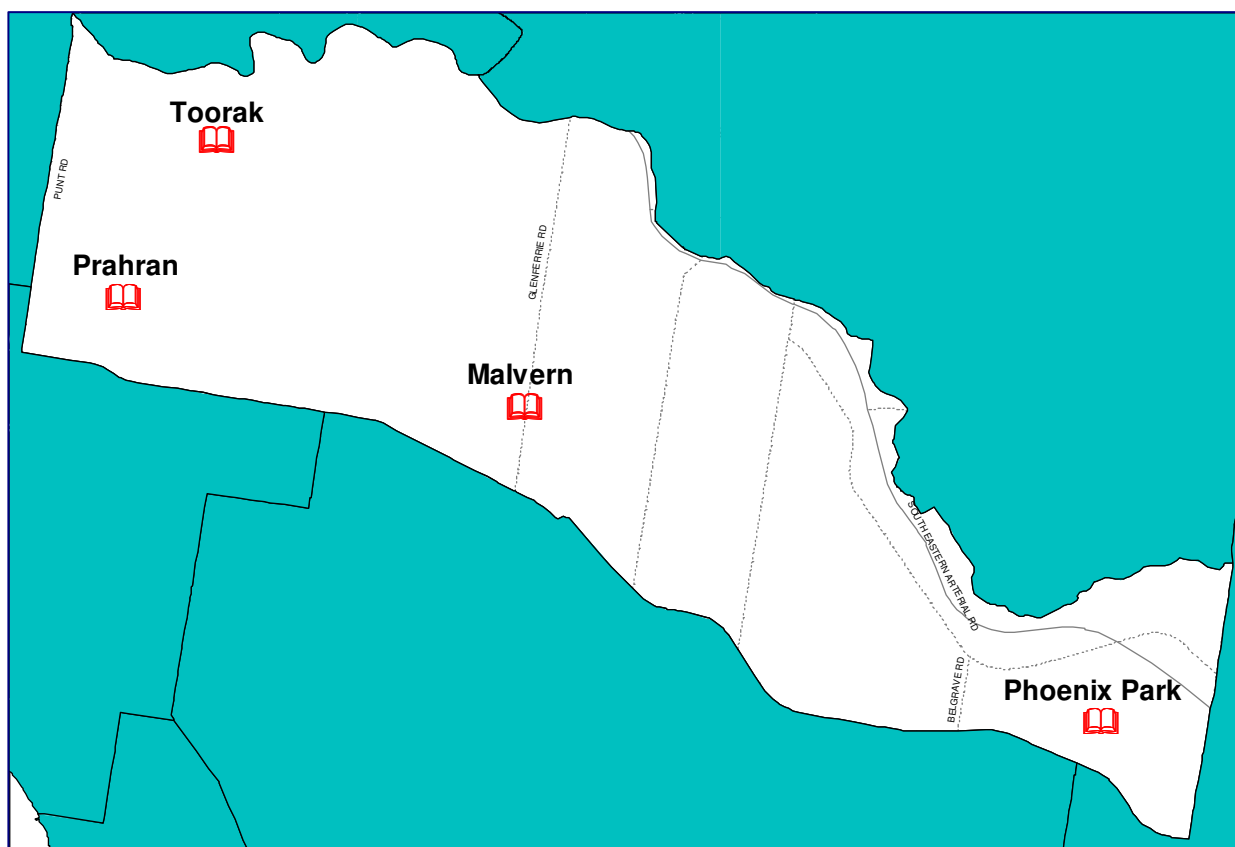 Toorak
PUNT RD
GLENFERRIE RD
Prahran
Malvern
SOUTH EASTERN ARTERIAL RD
BELGRAVE RD
Phoenix Park